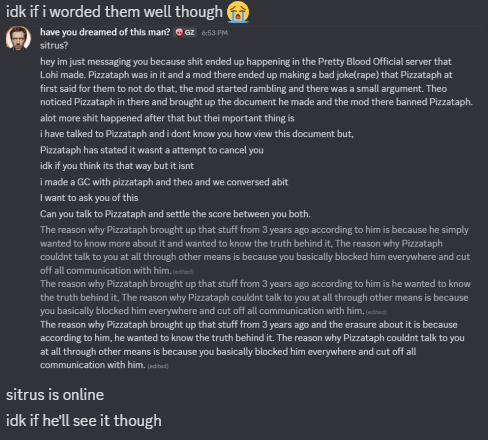 idk if i worded them well though 😭
have you dreamed of this man? GZ 6:53 PM
sitrus?
hey im just messaging you because shit ended up happening in the Pretty Blood Official server that
Lohi made. Pizzataph was in it and a mod there ended up making a bad joke(rape) that Pizzataph at
first said for them to not do that, the mod started rambling and there was a small argument. Theo
noticed Pizzataph in there and brought up the document he made and the mod there banned Pizzataph.
alot more shit happened after that but thei mportant thing is
i have talked to Pizzataph and i dont know you how view this document but,
Pizzataph has stated it wasnt a attempt to cancel you
idk if you think its that way but it isnt
i made a GC with pizzataph and theo and we conversed abit
I want to ask you of this
Can you talk to Pizzataph and settle the score between you both.
The reason why Pizzataph brought up that stuff from 3 years ago according to him is because he simply
wanted to know more about it and wanted to know the truth behind it, The reason why Pizzataph
couldnt talk to you at all through other means is because you basically blocked him everywhere and cut
off all communication with him. (edited)
The reason why Pizzataph brought up that stuff from 3 years ago according to him is he wanted to know
the truth behind it, The reason why Pizzataph couldnt talk to you at all through other means is because
you basically blocked him everywhere and cut off all communication with him. (edited)
The reason why Pizzataph brought up that stuff from 3 years ago and the erasure about it is because
according to him, he wanted to know the truth behind it. The reason why Pizzataph couldnt talk to you
at all through other means is because you basically blocked him everywhere and cut off all
communication with him. (edited)
sitrus is online
idk if he'll see it though